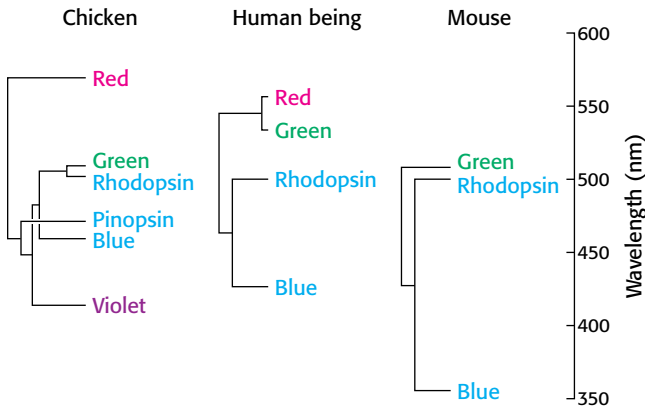 Chicken
Human being
Mouse
Red
Green
Rhodopsin
Pinopsin
Blue
Violet
Red
Green
Rhodopsin
Blue
Green
Rhodopsin
Blue
600
550
500
450
400
350
Wavelength (nm)